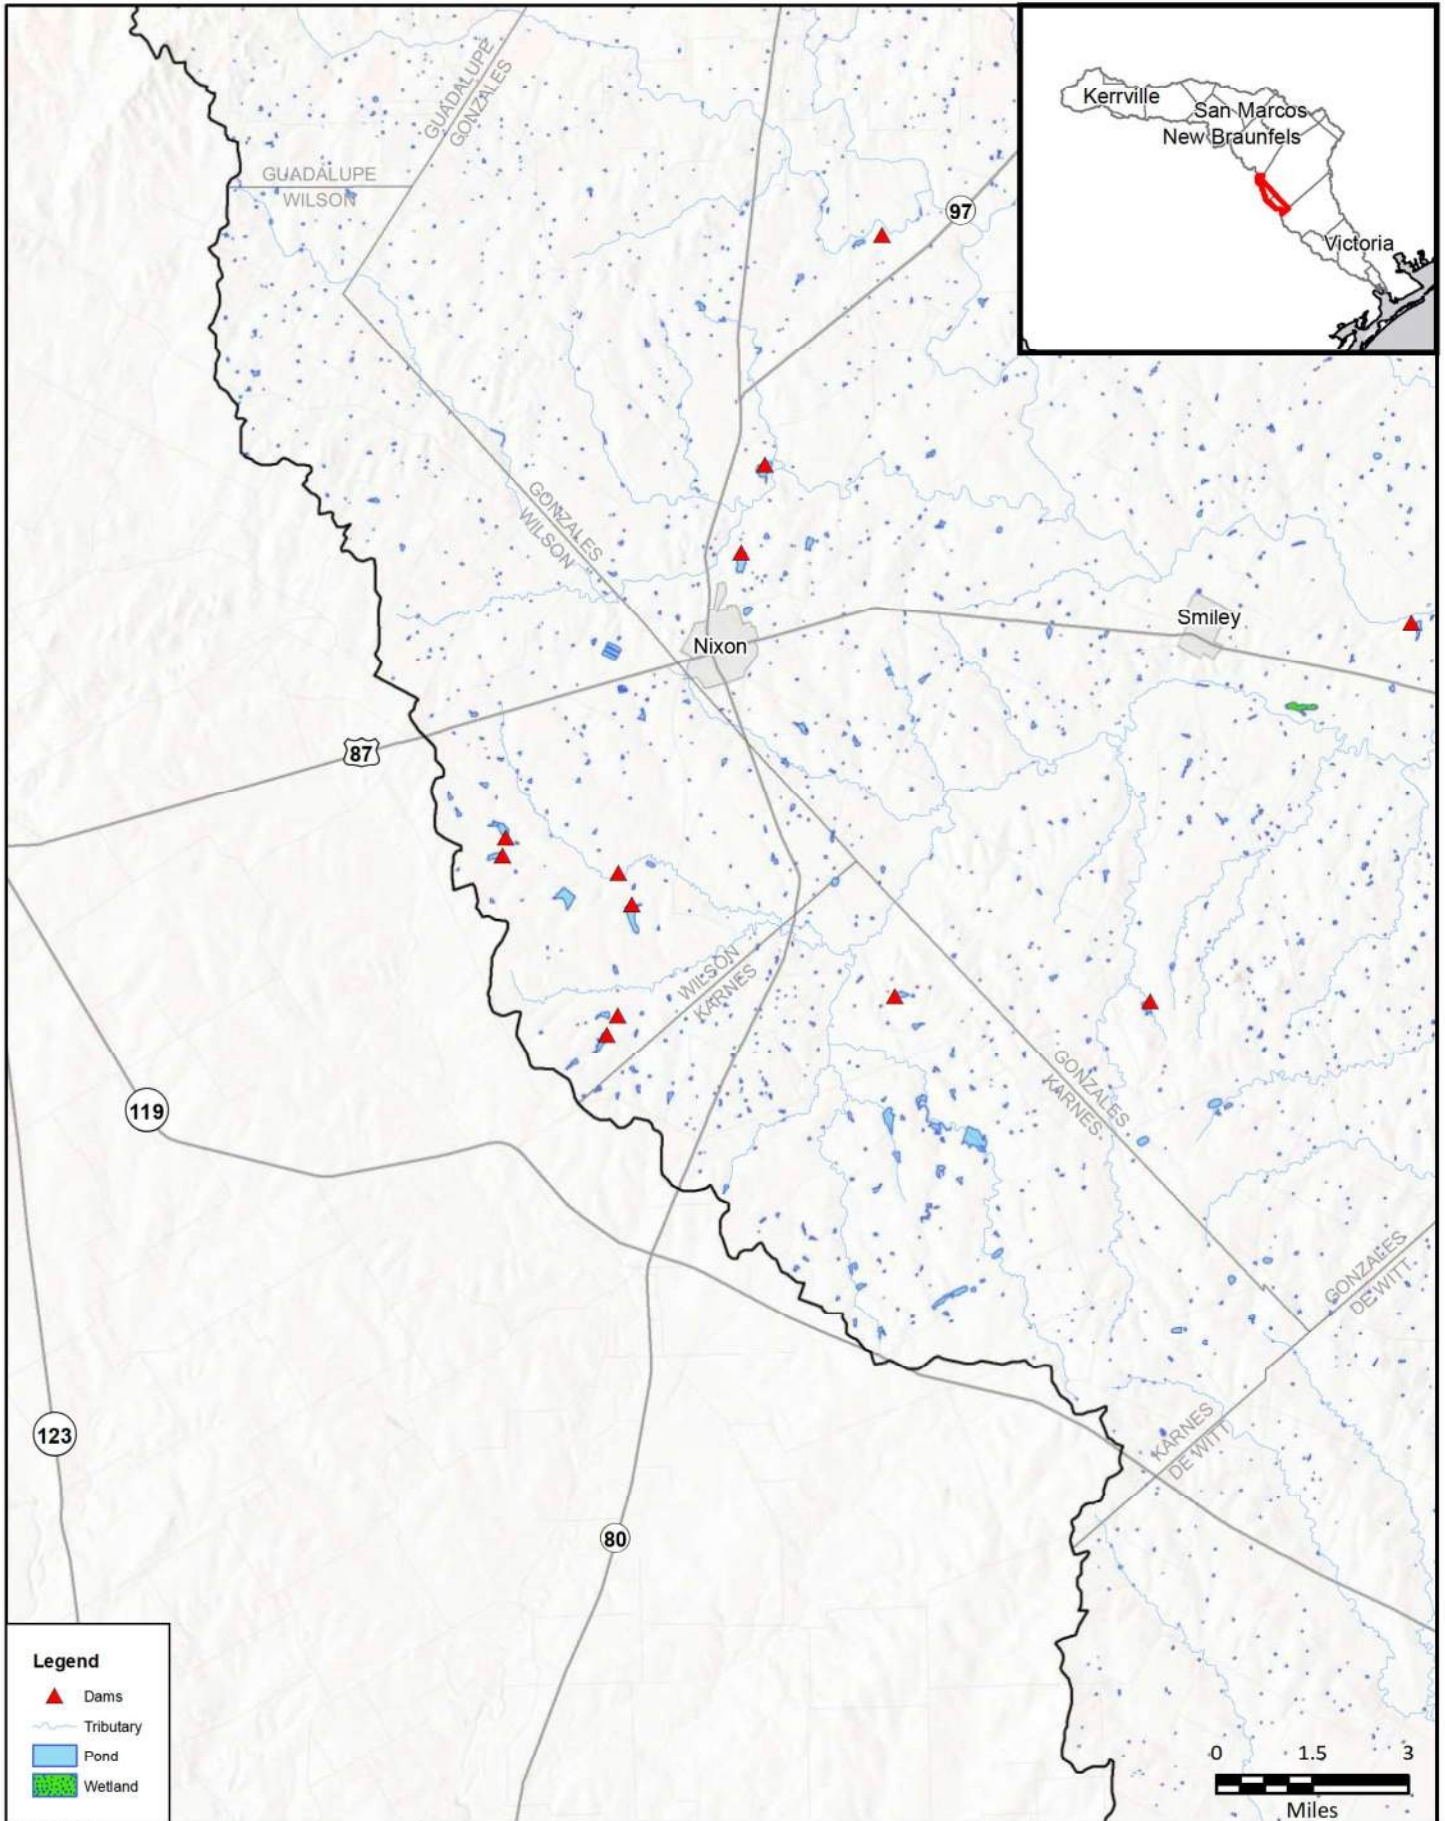 GUADALUPE
GONZALES
GUADALUPE
WILSON
97
Kerrville
San Marcos
New Braunfels
Victoria
GONZALES
WILSON
Nixon
Smiley
87
WILSON
KARNES
119
GONZALES
KARNES
GONZALES
DE WITT
KARNES
DE WITT
123
80
Legend
Dams
Tributary
Pond
Wetland
0 1.5 3
Miles